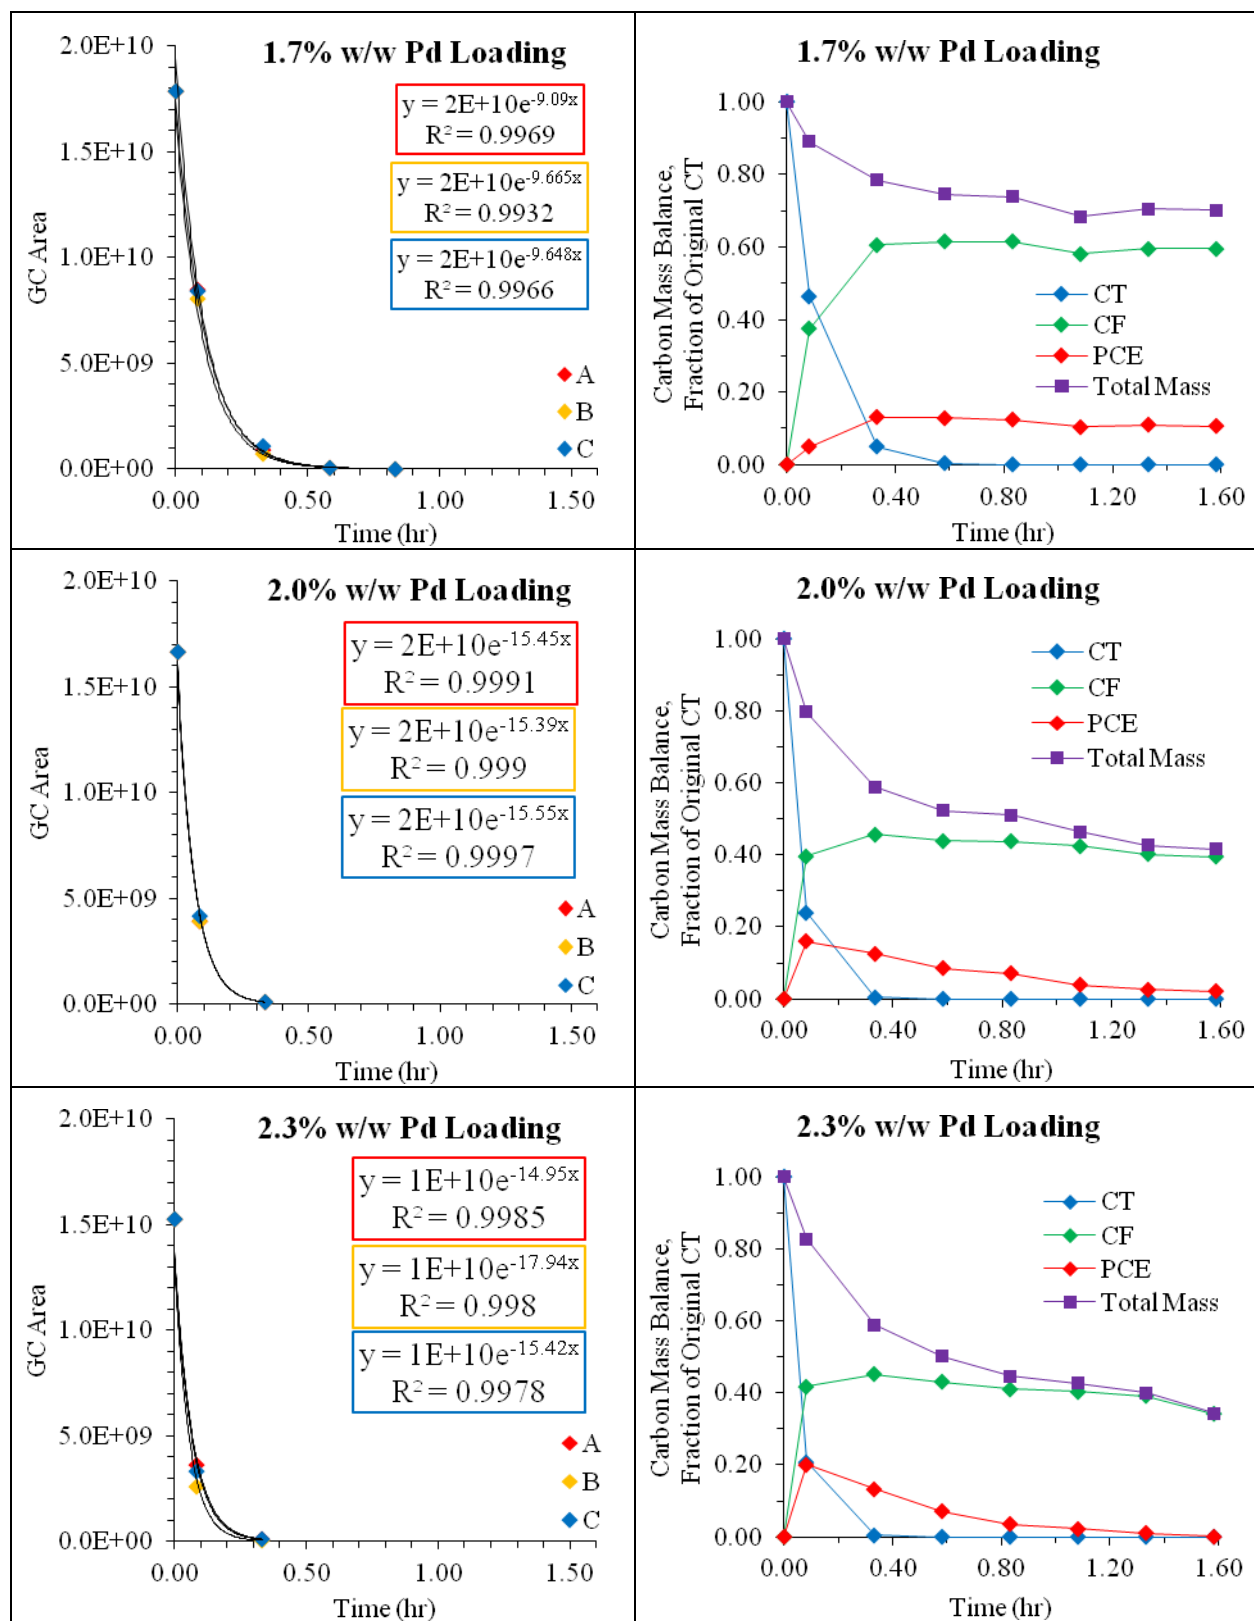 1.7% w/w Pd Loading
2.0E+10
1.5E+10
1.0E+10
5.0E+09
0.0E+00
GC Area
y = 2E+10e^-9.09x
R² = 0.9969
y = 2E+10e^-9.665x
R² = 0.9932
y = 2E+10e^-9.648x
R² = 0.9966
A
B
C
0.00 0.50 1.00 1.50
Time (hr)
1.7% w/w Pd Loading
1.00
0.80
0.60
0.40
0.20
0.00
Carbon Mass Balance,
Fraction of Original CT
CT
CF
PCE
Total Mass
0.00 0.40 0.80 1.20 1.60
Time (hr)
2.0% w/w Pd Loading
2.0E+10
1.5E+10
1.0E+10
5.0E+09
0.0E+00
GC Area
y = 2E+10e^-15.45x
R² = 0.9991
y = 2E+10e^-15.39x
R² = 0.999
y = 2E+10e^-15.55x
R² = 0.9997
A
B
C
0.00 0.50 1.00 1.50
Time (hr)
2.0% w/w Pd Loading
1.00
0.80
0.60
0.40
0.20
0.00
Carbon Mass Balance,
Fraction of Original CT
CT
CF
PCE
Total Mass
0.00 0.40 0.80 1.20 1.60
Time (hr)
2.3% w/w Pd Loading
2.0E+10
1.5E+10
1.0E+10
5.0E+09
0.0E+00
GC Area
y = 1E+10e^-14.95x
R² = 0.9985
y = 1E+10e^-17.94x
R² = 0.998
y = 1E+10e^-15.42x
R² = 0.9978
A
B
C
0.00 0.50 1.00 1.50
Time (hr)
2.3% w/w Pd Loading
1.00
0.80
0.60
0.40
0.20
0.00
Carbon Mass Balance,
Fraction of Original CT
CT
CF
PCE
Total Mass
0.00 0.40 0.80 1.20 1.60
Time (hr)